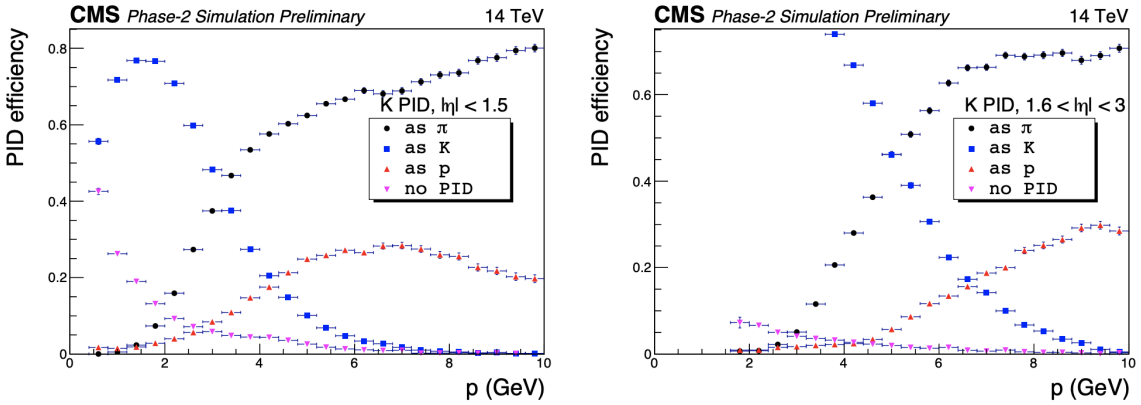 CMS Phase-2 Simulation Preliminary 14 TeV
PID efficiency
0.8
0.6
0.4
0.2
0
K PID, |η| < 1.5
as π
as K
as p
no PID
0 2 4 6 8 10
p (GeV)
CMS Phase-2 Simulation Preliminary 14 TeV
PID efficiency
0.6
0.4
0.2
0
K PID, 1.6 < |η| < 3
as π
as K
as p
no PID
0 2 4 6 8 10
p (GeV)